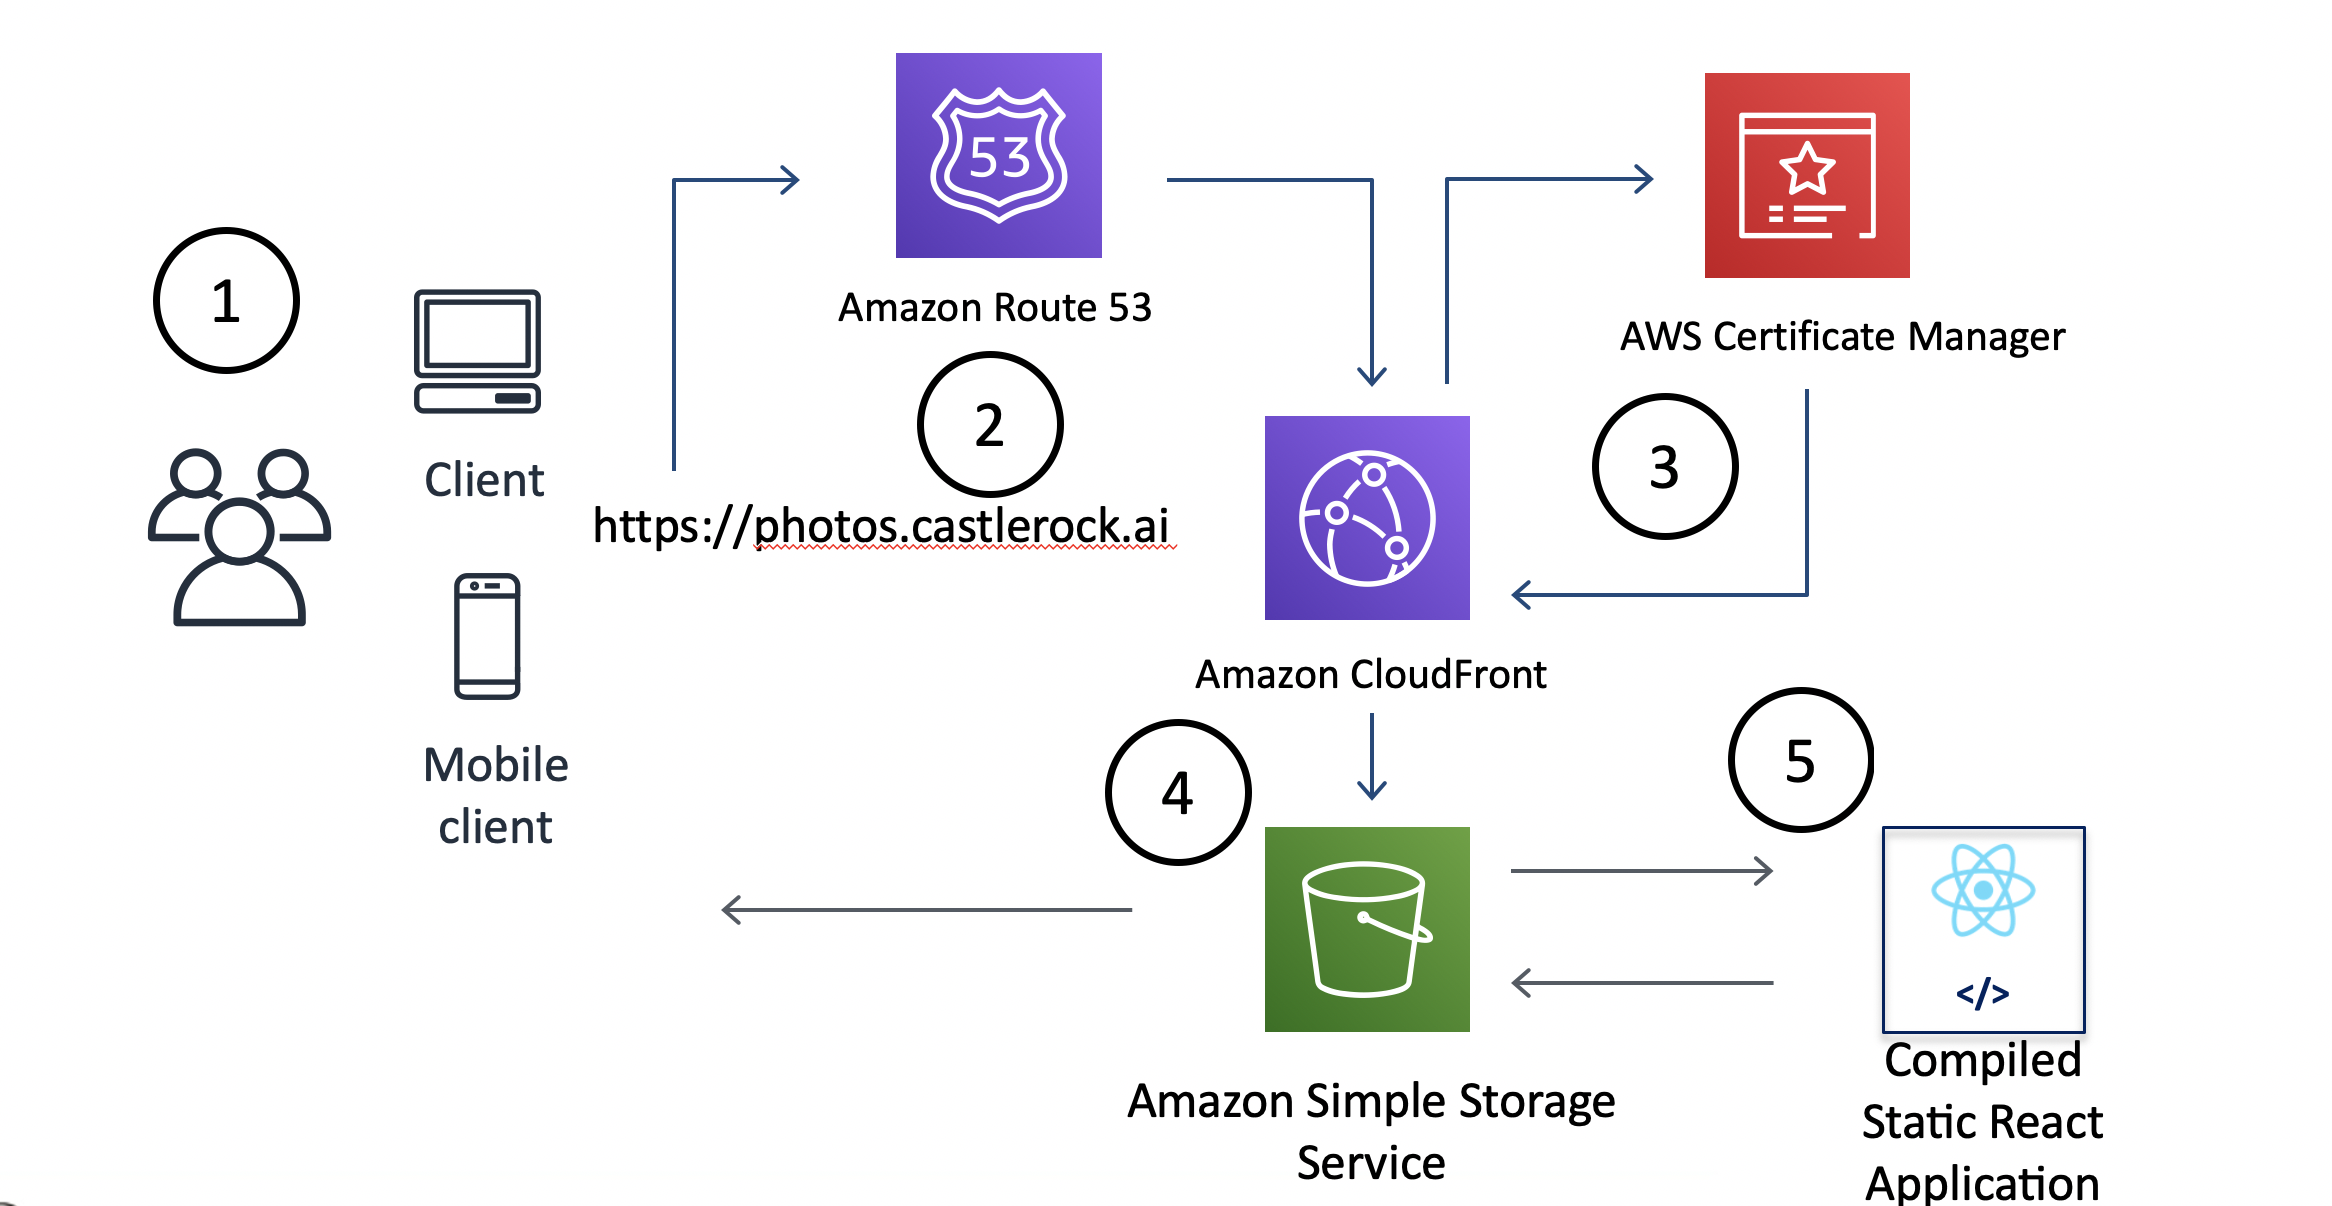 1
Client
Mobile
client
https://photos.castlerock.ai
53
Amazon Route 53
2
AWS Certificate Manager
3
Amazon CloudFront
4
5
Amazon Simple Storage
Service
</>
Compiled
Static React
Application